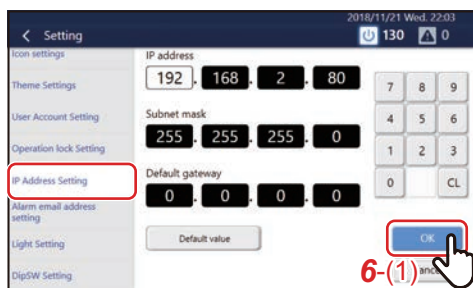 2018/11/21 Wed. 22:03
Setting
130
0
Icon settings
Theme Settings
User Account Setting
Operation lock Setting
IP Address Setting
Alarm email address
setting
Light Setting
DipSW Setting
IP address
192. 168. 2. 80
Subnet mask
255. 255. 255. 0
Default gateway
0. 0. 0. 0
Default value
7 8 9
4 5 6
1 2 3
0 CL
OK
6-(1)